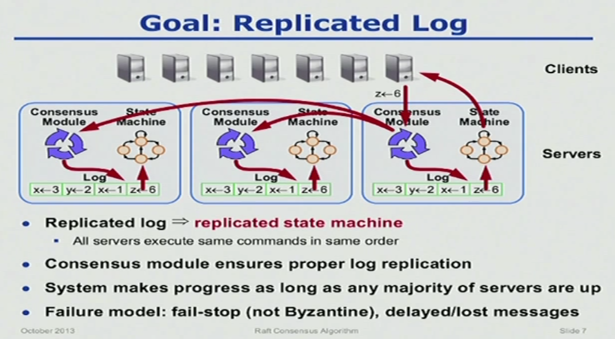 Goal: Replicated Log
Clients
z←6
Consensus Module
State Machine
Consensus Module
State Machine
Consensus Module
State Machine
Servers
Log
Log
Log
x←3 y←2 x←1 z←6
x←3 y←2 x←1 z←6
x←3 y←2 x←1 z←6
• Replicated log ⇒ replicated state machine
▪ All servers execute same commands in same order
• Consensus module ensures proper log replication
• System makes progress as long as any majority of servers are up
• Failure model: fail-stop (not Byzantine), delayed/lost messages
October 2013
Raft Consensus Algorithm
Slide 7